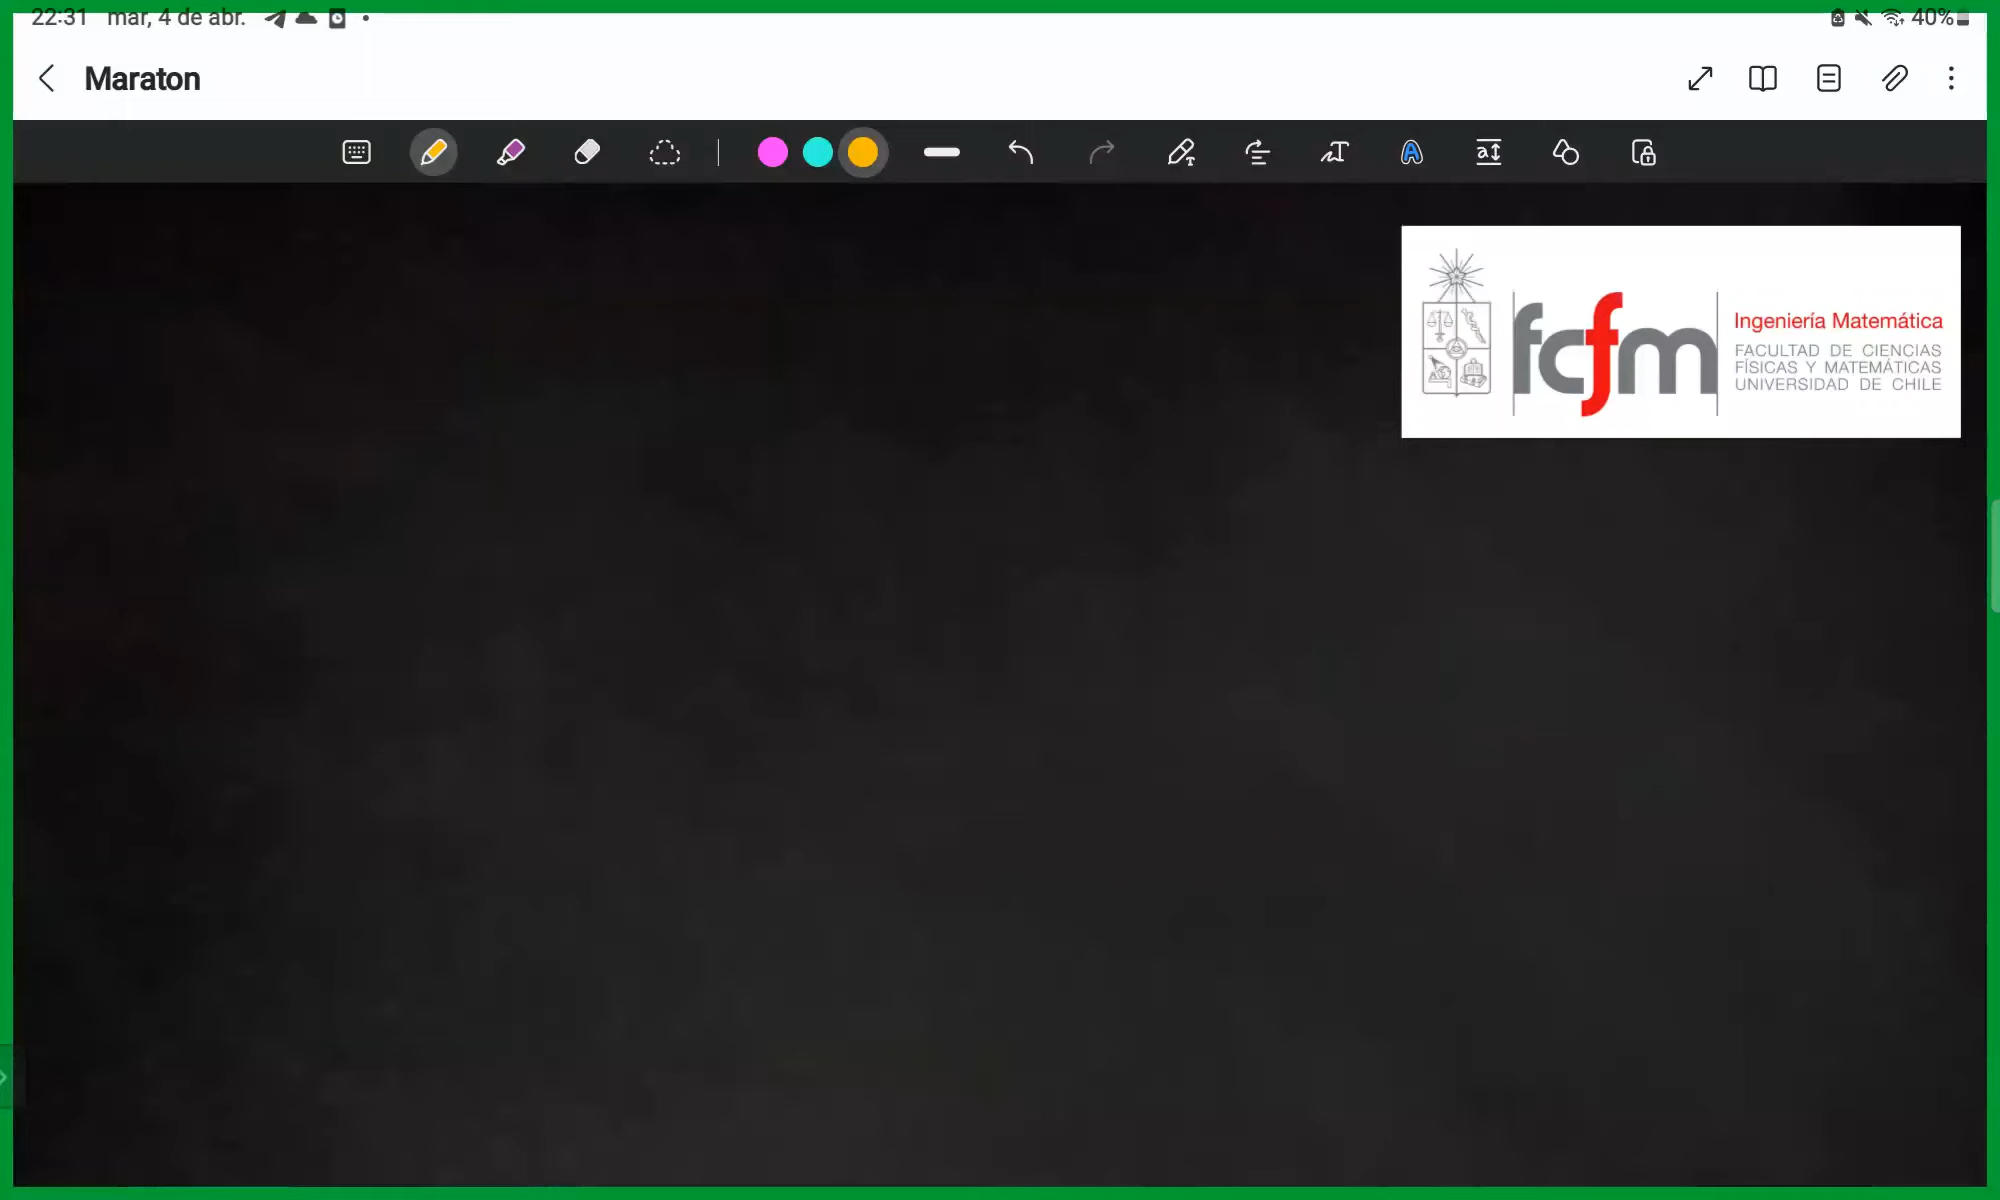 22:31 mar, 4 de abr.
40%
Maraton
fcfm
Ingeniería Matemática
FACULTAD DE CIENCIAS
FÍSICAS Y MATEMÁTICAS
UNIVERSIDAD DE CHILE